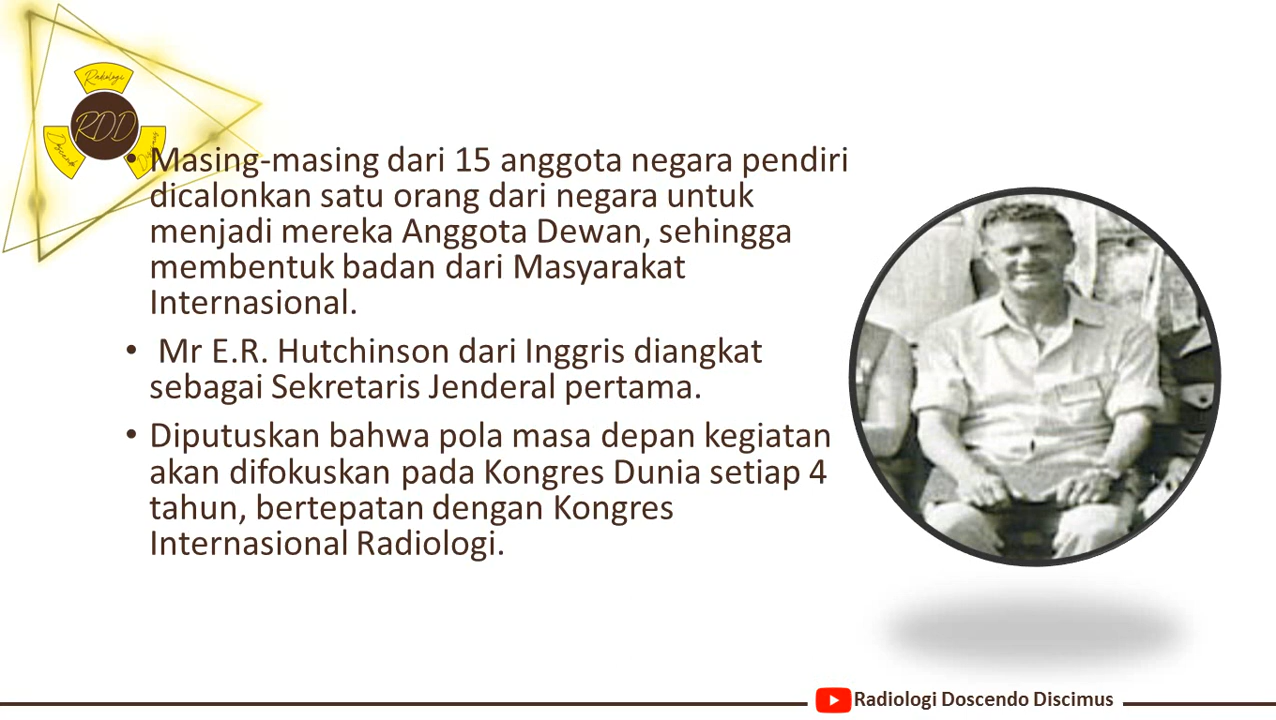 Radiologi
RDD
Doscendo
• Masing-masing dari 15 anggota negara pendiri
dicalonkan satu orang dari negara untuk
menjadi mereka Anggota Dewan, sehingga
membentuk badan dari Masyarakat
Internasional.
• Mr E.R. Hutchinson dari Inggris diangkat
sebagai Sekretaris Jenderal pertama.
• Diputuskan bahwa pola masa depan kegiatan
akan difokuskan pada Kongres Dunia setiap 4
tahun, bertepatan dengan Kongres
Internasional Radiologi.
Radiologi Doscendo Discimus